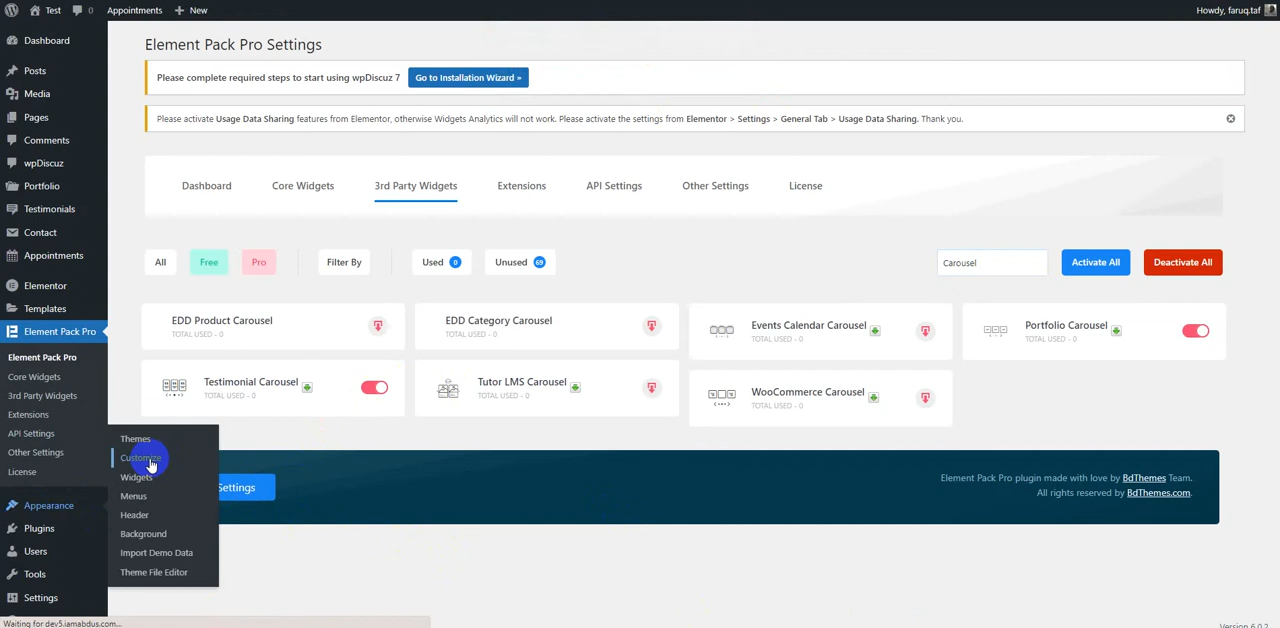 Test
0
Appointments
New
Howdy, faruq.taf
Dashboard
Posts
Media
Pages
Comments
wpDiscuz
Portfolio
Testimonials
Contact
Appointments
Elementor
Templates
Element Pack Pro
Element Pack Pro
Core Widgets
3rd Party Widgets
Extensions
API Settings
Other Settings
License
Appearance
Plugins
Users
Tools
Settings
Themes
Customize
Widgets
Menus
Header
Background
Import Demo Data
Theme File Editor
Element Pack Pro Settings
Please complete required steps to start using wpDiscuz 7
Go to Installation Wizard »
Please activate Usage Data Sharing features from Elementor, otherwise Widgets Analytics will not work. Please activate the settings from Elementor > Settings > General Tab > Usage Data Sharing. Thank you.
Dashboard
Core Widgets
3rd Party Widgets
Extensions
API Settings
Other Settings
License
All
Free
Pro
Filter By
Used 0
Unused 69
Carousel
Activate All
Deactivate All
EDD Product Carousel
TOTAL USED - 0
EDD Category Carousel
TOTAL USED - 0
Events Calendar Carousel
TOTAL USED - 0
Portfolio Carousel
TOTAL USED - 0
Testimonial Carousel
TOTAL USED - 0
Tutor LMS Carousel
TOTAL USED - 0
WooCommerce Carousel
TOTAL USED - 0
Settings
Element Pack Pro plugin made with love by BdThemes Team.
All rights reserved by BdThemes.com.
Waiting for dev5.iamabdus.com...
Version 6.0.2